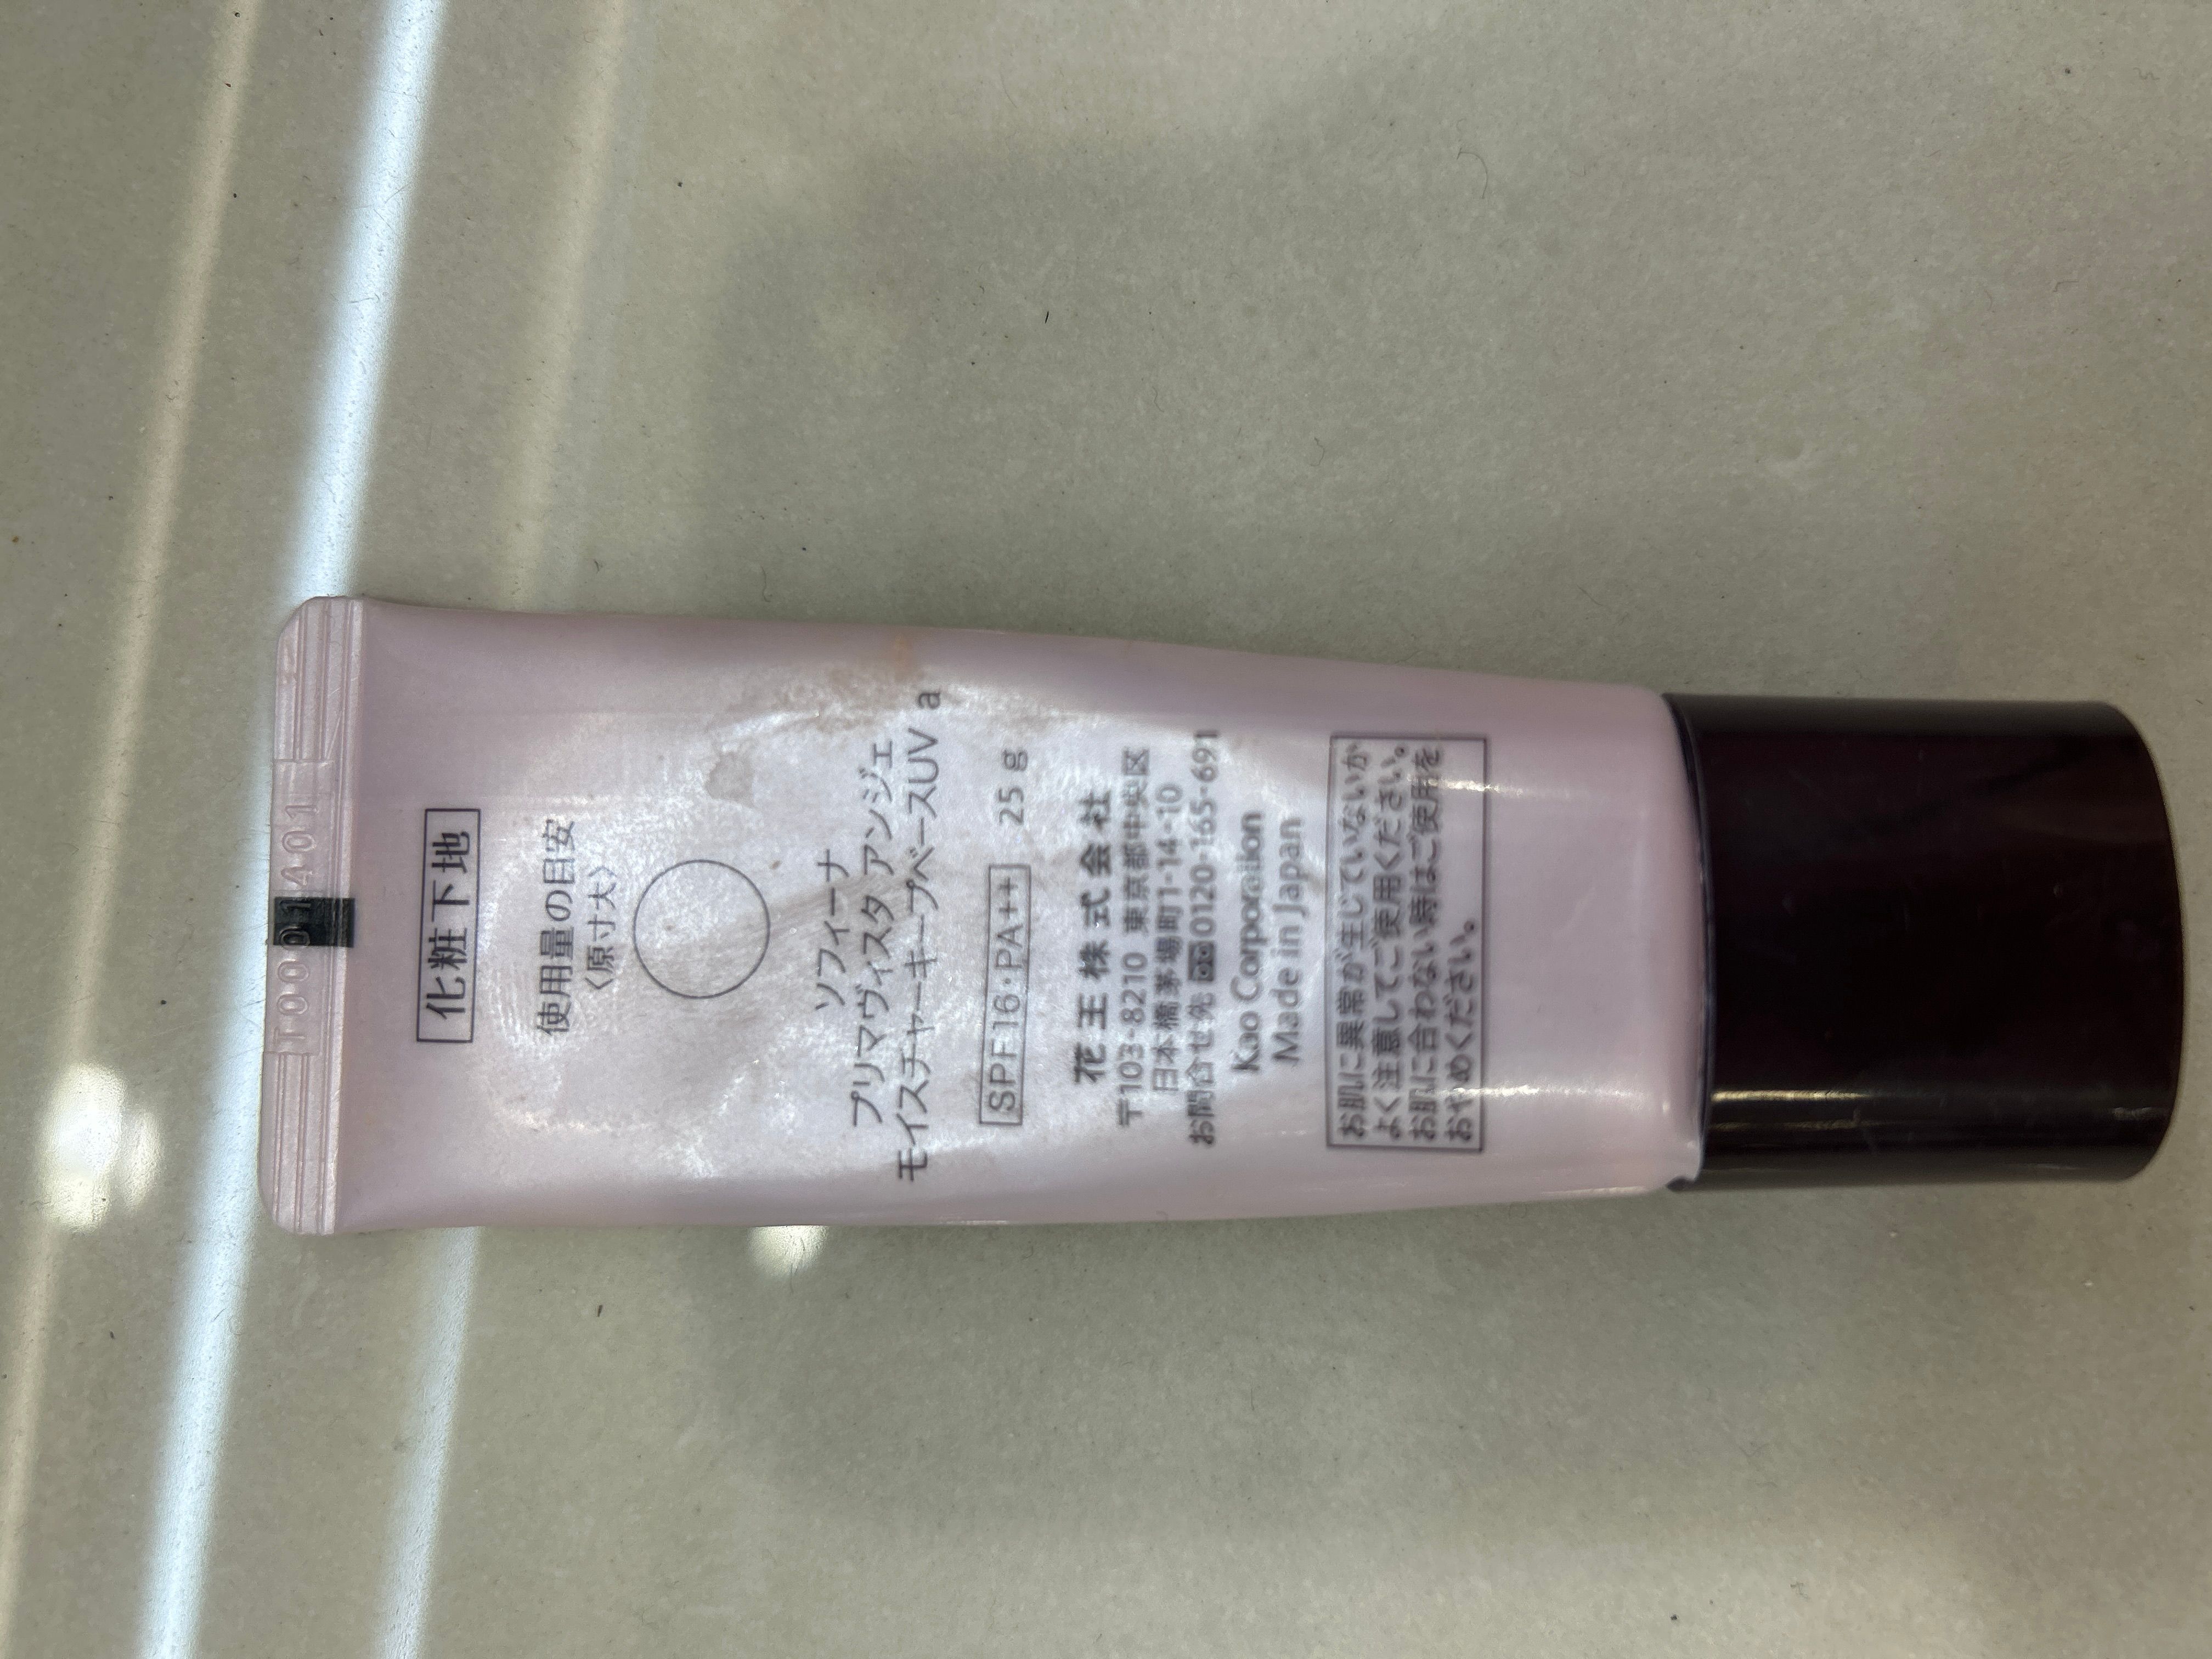 T0001401
化粧下地
使用量の目安
〈原寸大〉
ソフィーナ
プリマヴィスタ アンジェ
モイスチャーキープベースUV a
SPF16・PA++ 25g
花王株式会社
〒103-8210 東京都中央区
日本橋茅場町1-14-10
お問合せ先 0120-165-691
Kao Corporation
Made in Japan
お肌に異常が生じていないか
よく注意してご使用ください。
お肌に合わない時はご使用を
おやめください。